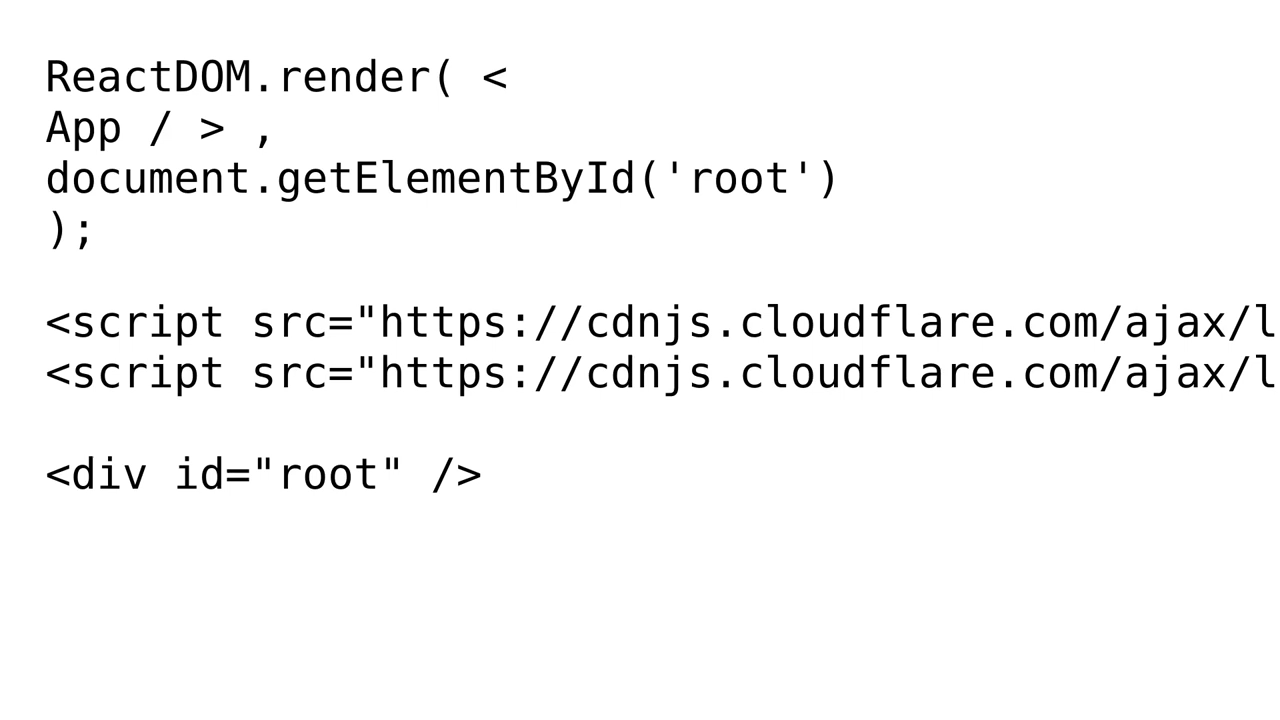 ReactDOM.render( <
App / > ,
document.getElementById('root')
);
<script src="https://cdnjs.cloudflare.com/ajax/l
<script src="https://cdnjs.cloudflare.com/ajax/l
<div id="root" />